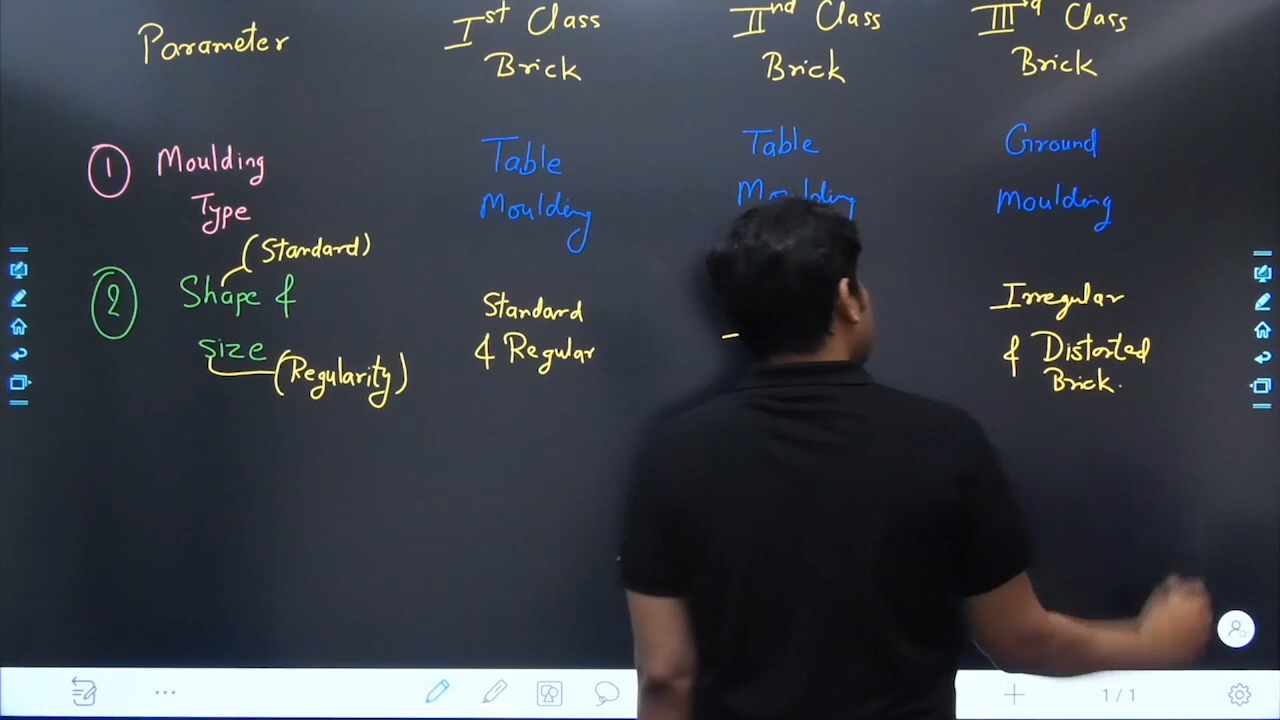 Parameter
Ist Class
Brick
IInd Class
Brick
IIIrd Class
Brick
① Moulding
Type
Table
Moulding
Table
Moulding
Ground
Moulding
(Standard)
② Shape &
size
(Regularity)
Standard
& Regular
Irregular
& Distorted
Brick.
1/1